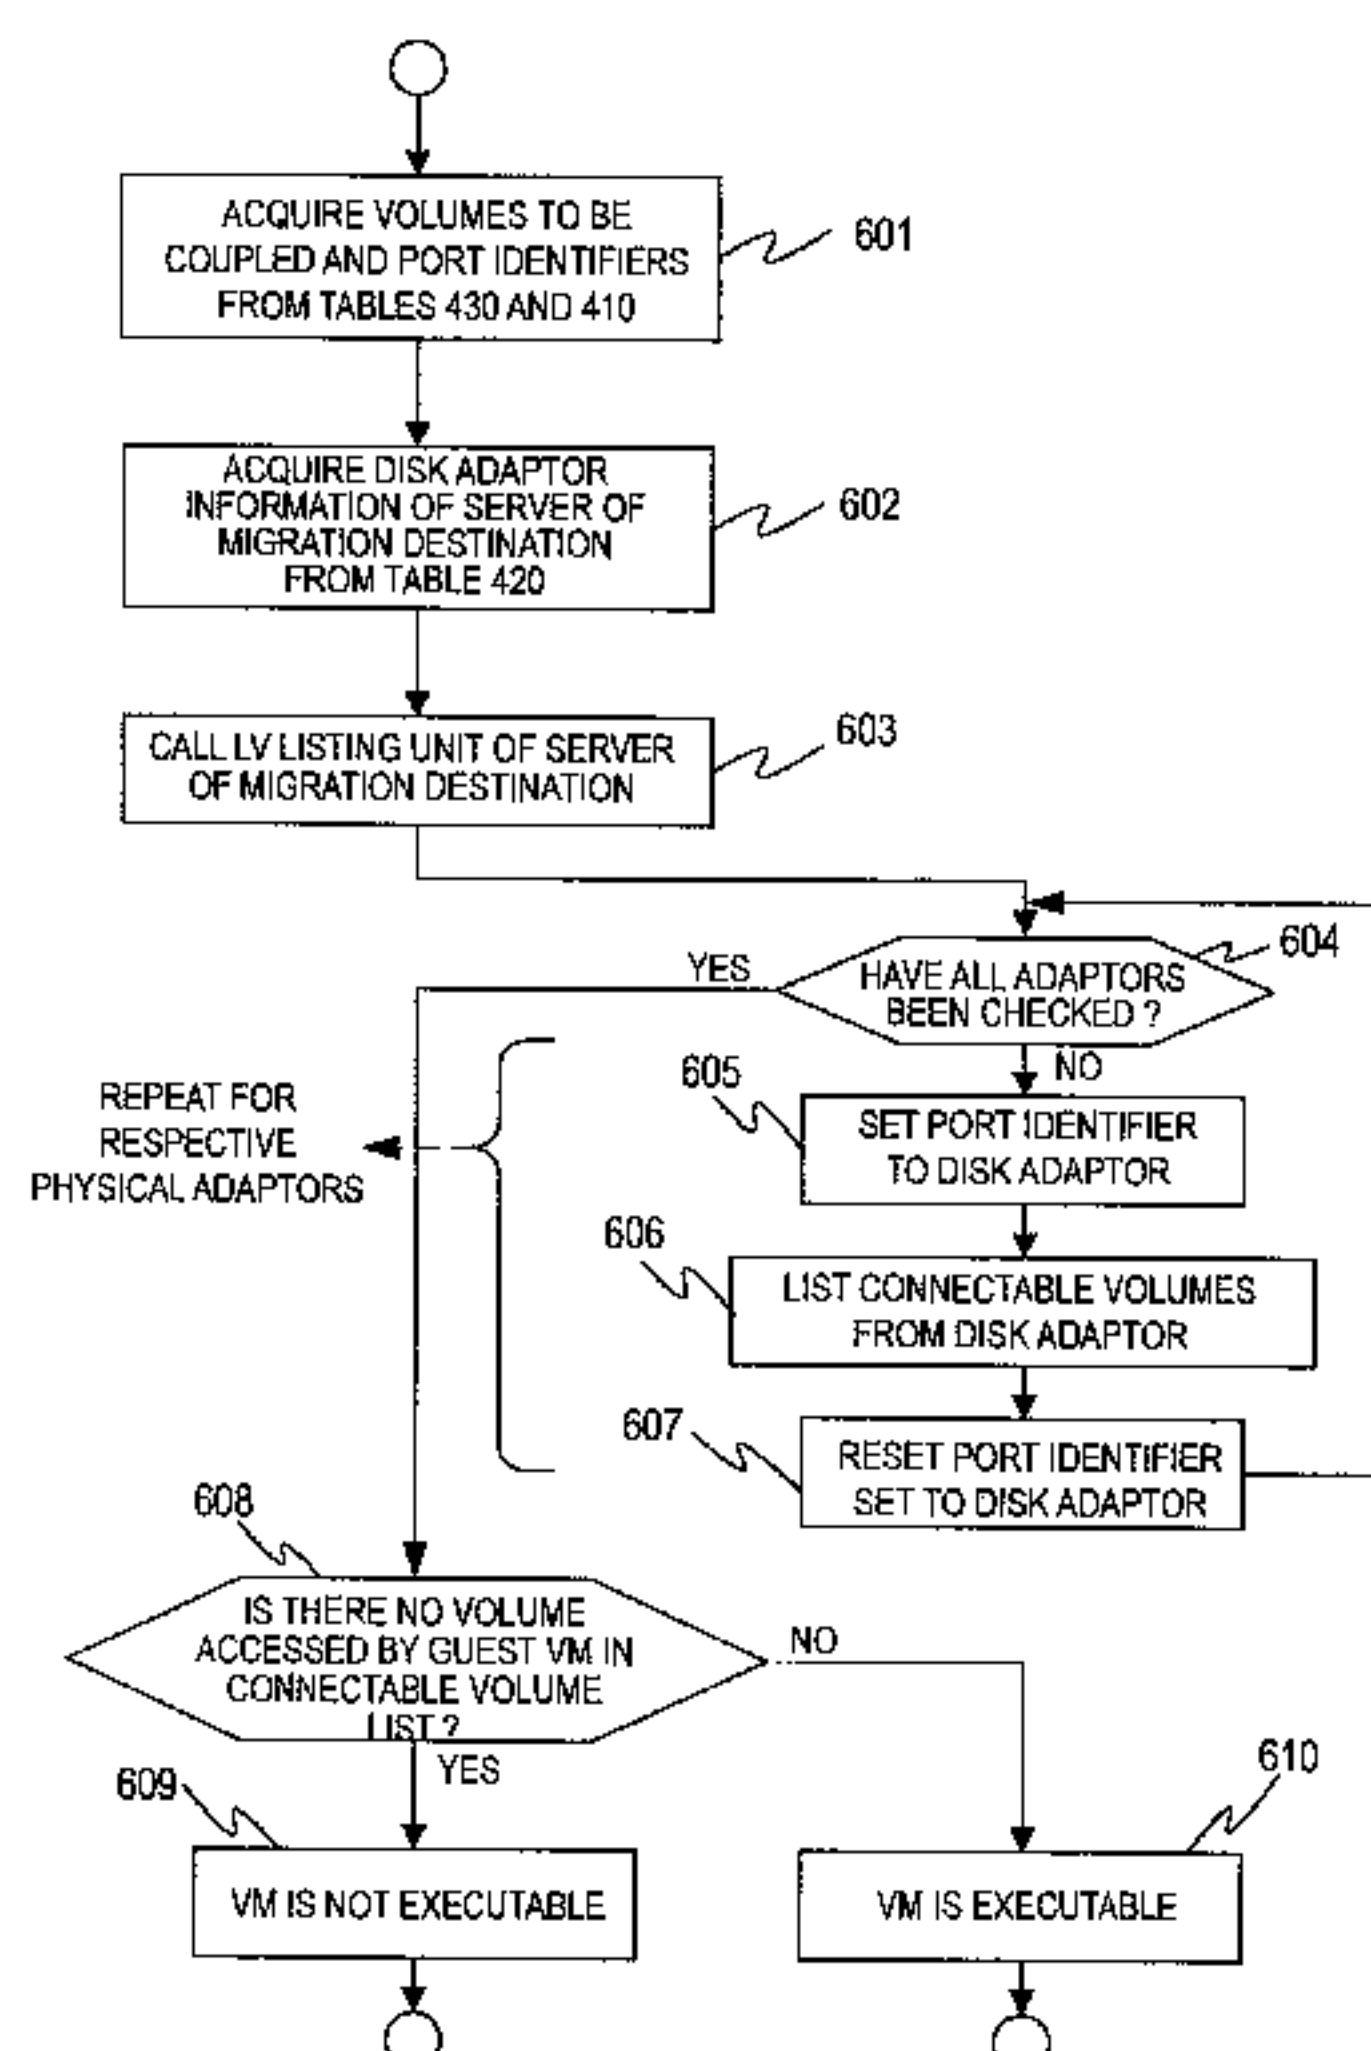 ACQUIRE VOLUMES TO BE
COUPLED AND PORT IDENTIFIERS
FROM TABLES 430 AND 410
601
ACQUIRE DISK ADAPTOR
INFORMATION OF SERVER OF
MIGRATION DESTINATION
FROM TABLE 420
602
CALL LV LISTING UNIT OF SERVER
OF MIGRATION DESTINATION
603
604
YES
HAVE ALL ADAPTORS
BEEN CHECKED ?
NO
REPEAT FOR
RESPECTIVE
PHYSICAL ADAPTORS
605
SET PORT IDENTIFIER
TO DISK ADAPTOR
606
LIST CONNECTABLE VOLUMES
FROM DISK ADAPTOR
607
RESET PORT IDENTIFIER
SET TO DISK ADAPTOR
608
IS THERE NO VOLUME
ACCESSED BY GUEST VM IN
CONNECTABLE VOLUME
LIST ?
NO
YES
609
VM IS NOT EXECUTABLE
610
VM IS EXECUTABLE